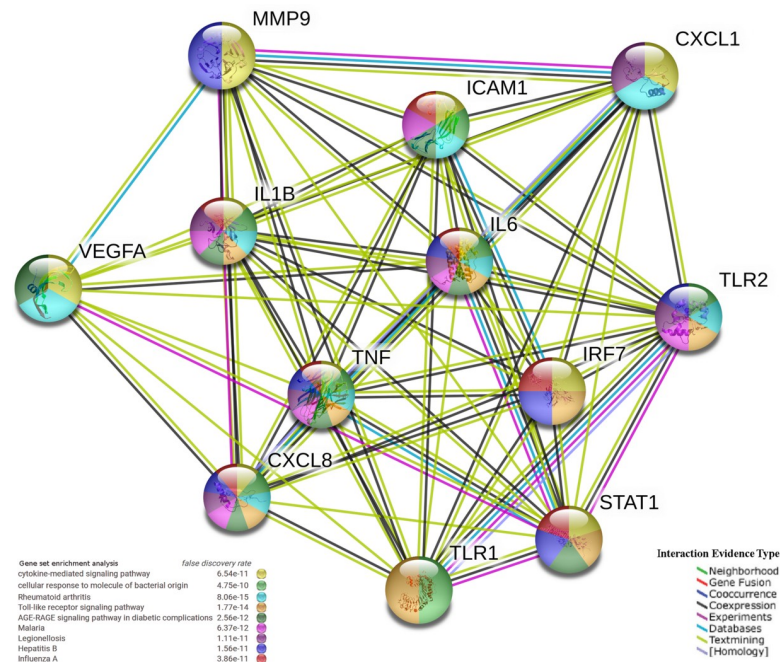 MMP9
CXCL1
ICAM1
IL1B
IL6
VEGFA
TLR2
TNF
IRF7
CXCL8
STAT1
TLR1
Gene set enrichment analysis false discovery rate
cytokine-mediated signaling pathway 6.54e-11
cellular response to molecule of bacterial origin 4.75e-10
Rheumatoid arthritis 8.06e-15
Toll-like receptor signaling pathway 1.77e-14
AGE-RAGE signaling pathway in diabetic complications 2.56e-12
Malaria 6.37e-12
Legionellosis 1.11e-11
Hepatitis B 1.56e-11
Influenza A 3.86e-11
Interaction Evidence Type
Neighborhood
Gene Fusion
Cooccurrence
Coexpression
Experiments
Databases
Textmining
[Homology]